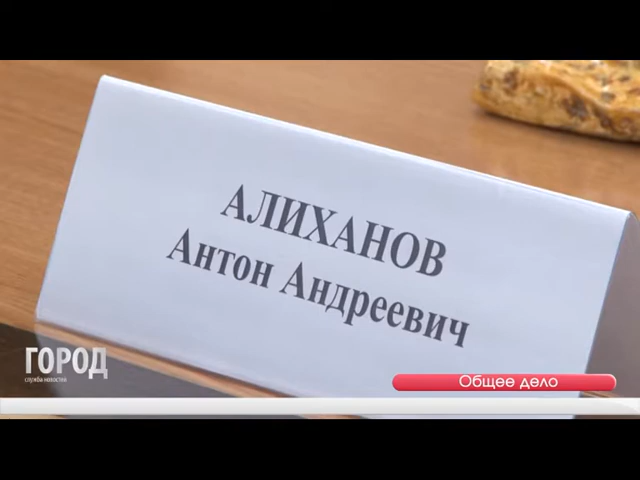 АЛИХАНОВ
Антон Андреевич
ГОРОД
служба новостей
Общее дело